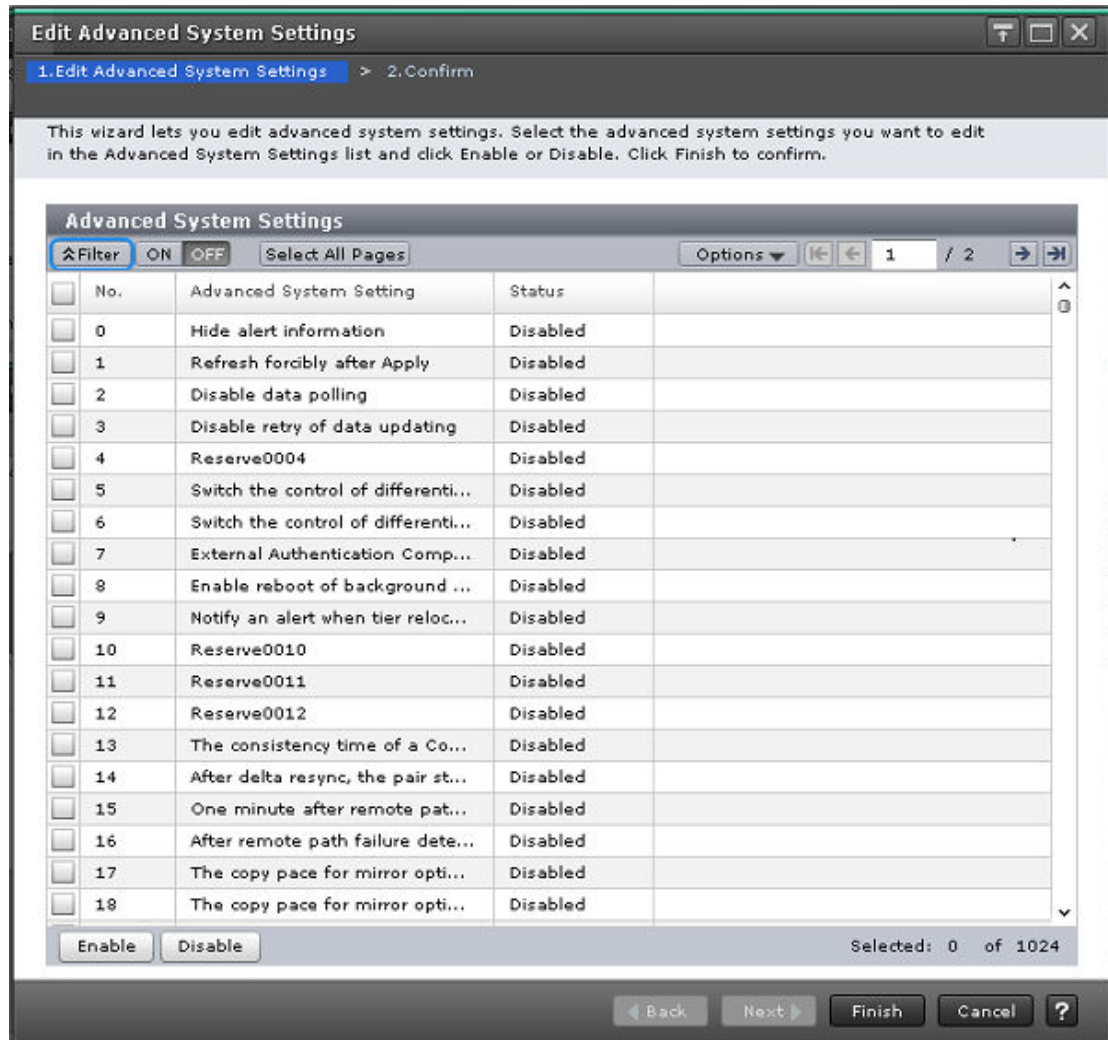 Edit Advanced System Settings
1.Edit Advanced System Settings > 2.Confirm
This wizard lets you edit advanced system settings. Select the advanced system settings you want to edit
in the Advanced System Settings list and click Enable or Disable. Click Finish to confirm.
Advanced System Settings
Filter ON OFF Select All Pages Options 1 / 2
No. Advanced System Setting Status
0 Hide alert information Disabled
1 Refresh forcibly after Apply Disabled
2 Disable data polling Disabled
3 Disable retry of data updating Disabled
4 Reserve0004 Disabled
5 Switch the control of differenti... Disabled
6 Switch the control of differenti... Disabled
7 External Authentication Comp... Disabled
8 Enable reboot of background ... Disabled
9 Notify an alert when tier reloc... Disabled
10 Reserve0010 Disabled
11 Reserve0011 Disabled
12 Reserve0012 Disabled
13 The consistency time of a Co... Disabled
14 After delta resync, the pair st... Disabled
15 One minute after remote pat... Disabled
16 After remote path failure dete... Disabled
17 The copy pace for mirror opti... Disabled
18 The copy pace for mirror opti... Disabled
Enable Disable Selected: 0 of 1024
Back Next Finish Cancel ?